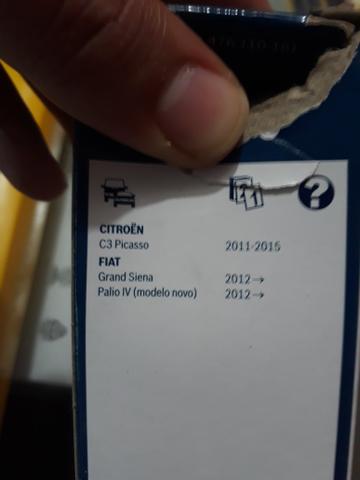 CITROËN
C3 Picasso 2011-2015
FIAT
Grand Siena 2012→
Palio IV (modelo novo) 2012→